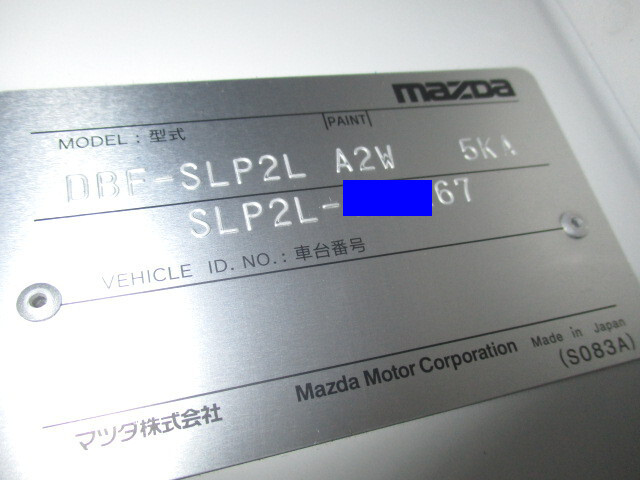 mazda
MODEL : 型式 PAINT
DBF-SLP2L A2W 5KA
SLP2L- 67
VEHICLE ID. NO. : 車台番号
Mazda Motor Corporation Made in Japan
マツダ株式会社 (S083A)